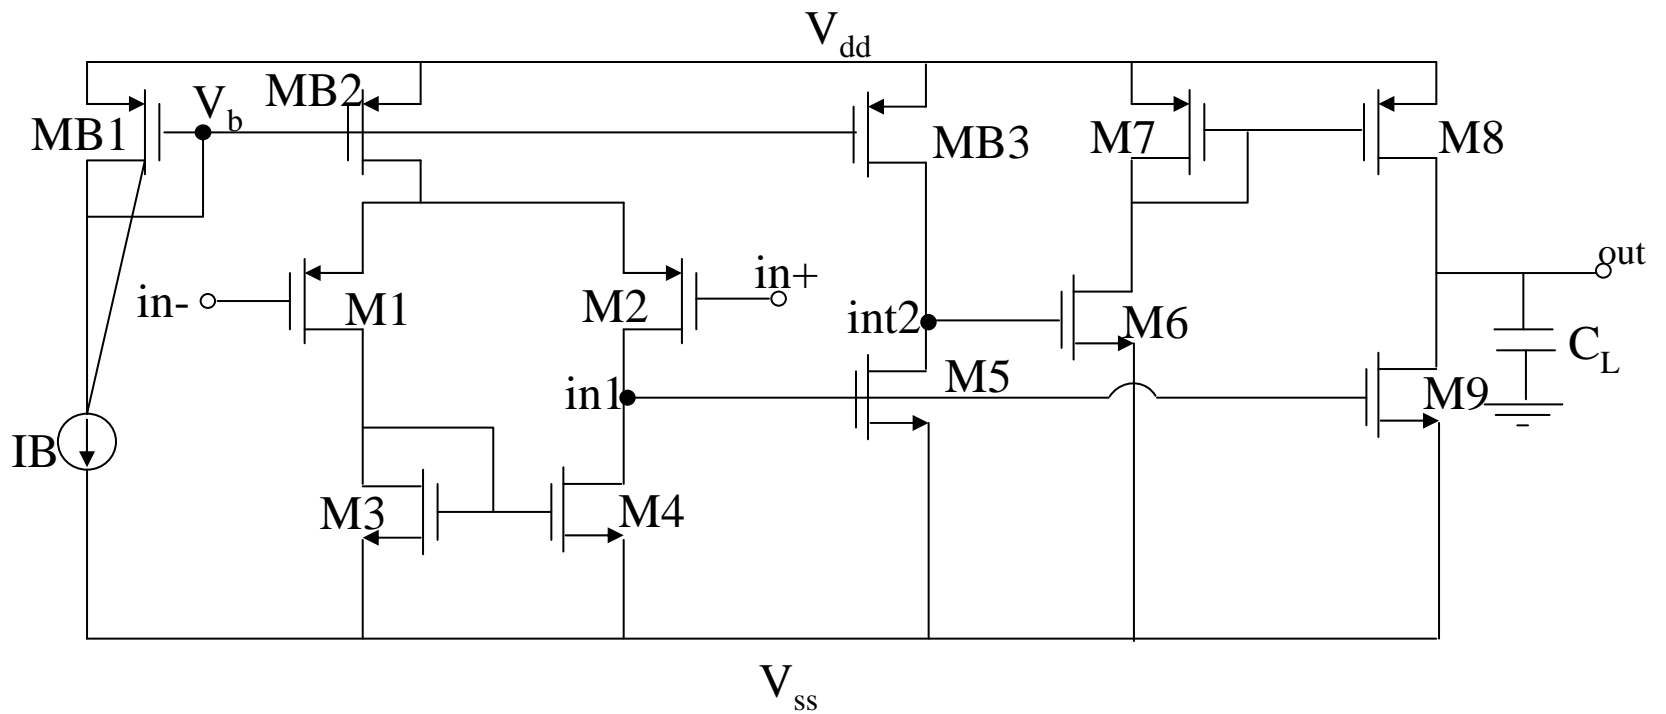 Vdd
MB1
Vb
MB2
MB3
M7
M8
in-
M1
M2
in+
int2
M6
out
CL
in1
M5
M9
IB
M3
M4
Vss